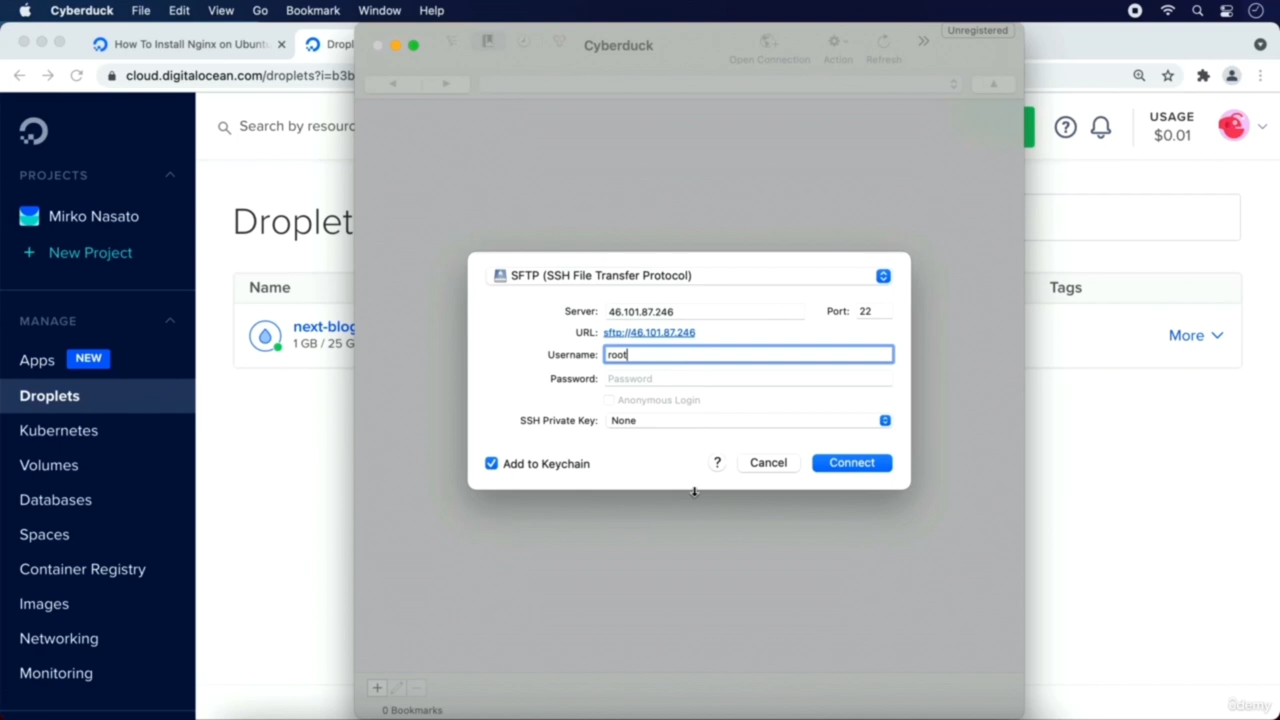 Cyberduck File Edit View Go Bookmark Window Help
How To Install Nginx on Ubuntu
Dropl
Cyberduck
Unregistered
Open Connection Action Refresh
cloud.digitalocean.com/droplets?i=b3b
Search by resourc
USAGE
$0.01
PROJECTS
Mirko Nasato
+ New Project
MANAGE
Apps NEW
Droplets
Kubernetes
Volumes
Databases
Spaces
Container Registry
Images
Networking
Monitoring
Droplet
Name
Tags
next-blog
1 GB / 25 G
More
SFTP (SSH File Transfer Protocol)
Server: 46.101.87.246 Port: 22
URL: sftp://46.101.87.246
Username: root
Password: Password
Anonymous Login
SSH Private Key: None
Add to Keychain ? Cancel Connect
0 Bookmarks
ûdemy